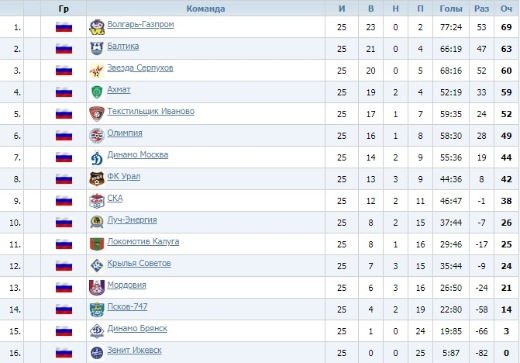 Гр Команда И В Н П Голы Раз Оч
1. Волгарь-Газпром 25 23 0 2 77:24 53 69
2. Балтика 25 21 0 4 66:19 47 63
3. Звезда Серпухов 25 20 0 5 68:16 52 60
4. Ахмат 25 19 2 4 52:19 33 59
5. Текстильщик Иваново 25 17 1 7 59:35 24 52
6. Олимпия 25 16 1 8 58:30 28 49
7. Динамо Москва 25 14 2 9 55:36 19 44
8. ФК Урал 25 13 3 9 44:36 8 42
9. СКА 25 12 2 11 46:47 -1 38
10. Луч-Энергия 25 8 2 15 37:44 -7 26
11. Локомотив Калуга 25 8 1 16 29:46 -17 25
12. Крылья Советов 25 7 3 15 35:44 -9 24
13. Мордовия 25 6 3 16 26:50 -24 21
14. Псков-747 25 4 2 19 22:80 -58 14
15. Динамо Брянск 25 1 0 24 19:85 -66 3
16. Зенит Ижевск 25 0 0 25 5:87 -82 0